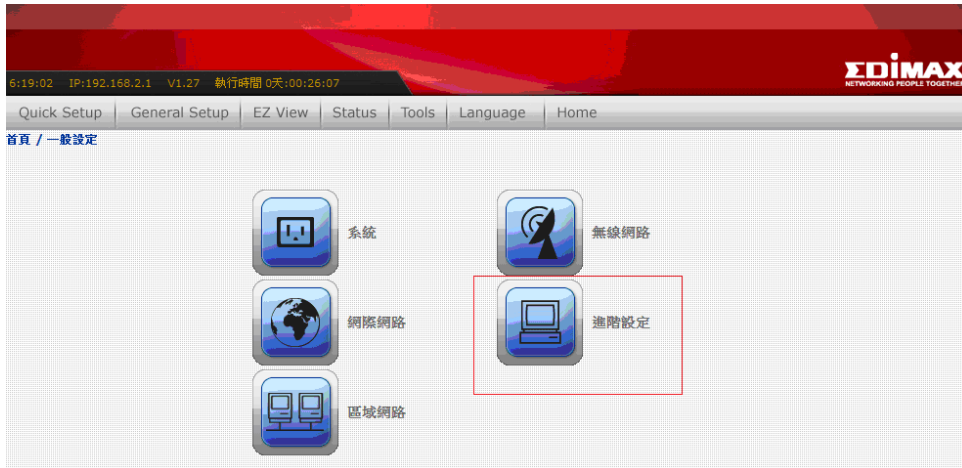 EDIMAX
NETWORKING PEOPLE TOGETHER
6:19:02 IP:192.168.2.1 V1.27 執行時間 0天:00:26:07
Quick Setup General Setup EZ View Status Tools Language Home
首頁 / 一般設定
系統 無線網路
網際網路 進階設定
區域網路